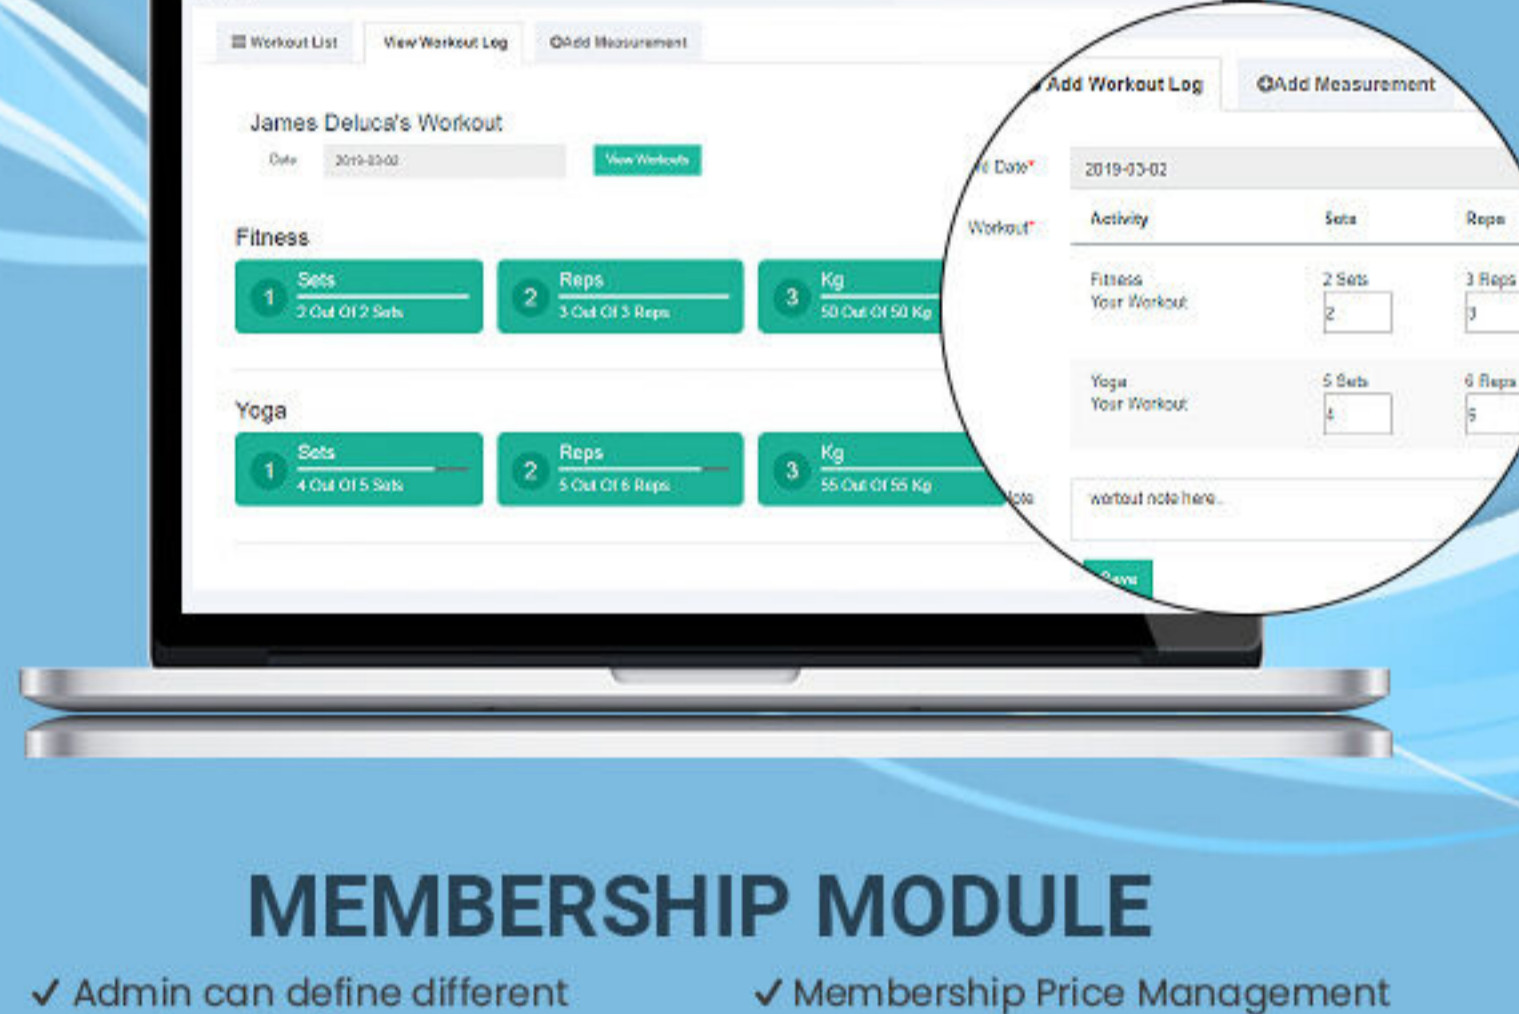 Workout List View Workout Log Add Measurement
James Deluca's Workout
Date 2019-03-02 View Workouts
Fitness
1 Sets 2 Out Of 2 Sets
2 Reps 3 Out Of 3 Reps
3 Kg 50 Out Of 50 Kg
Yoga
1 Sets 4 Out Of 5 Sets
2 Reps 5 Out Of 6 Reps
3 Kg 55 Out Of 55 Kg
Add Workout Log Add Measurement
Date* 2019-03-02
Workout* Activity Sets Reps
Fitness 2 Sets 3 Reps
Your Workout 2 3
Yoga 5 Sets 6 Reps
Your Workout 4 5
workout note here..
Save
MEMBERSHIP MODULE
✓ Admin can define different
✓ Membership Price Management